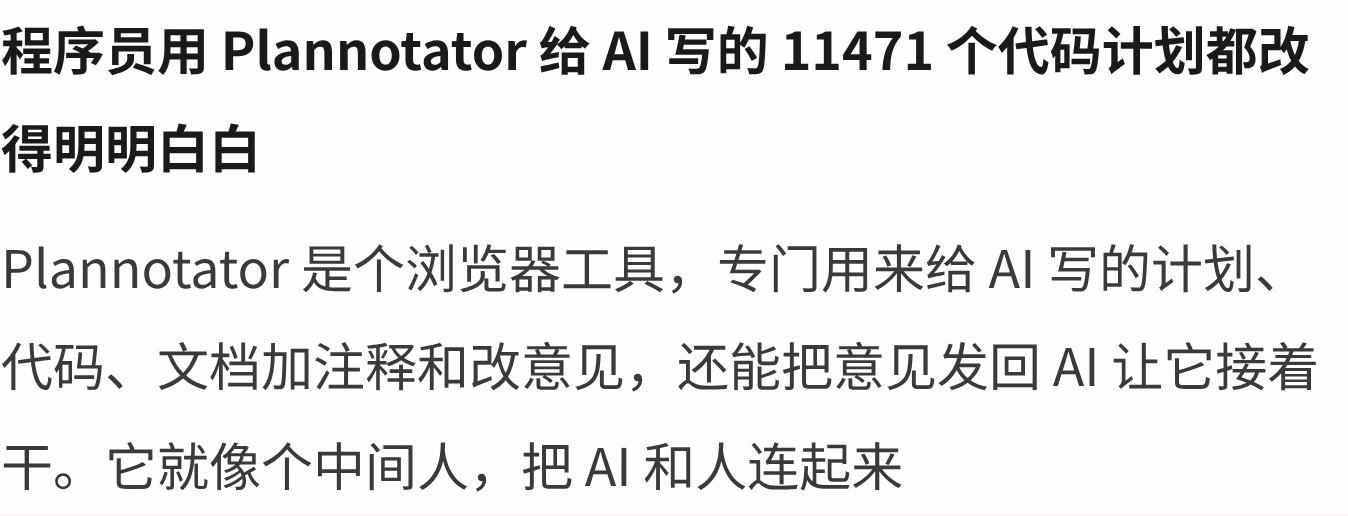 程序员用 Plannotator 给 AI 写的 11471 个代码计划都改
得明明白白
Plannotator 是个浏览器工具，专门用来给 AI 写的计划、
代码、文档加注释和改意见，还能把意见发回 AI 让它接着
干。它就像个中间人，把 AI 和人连起来